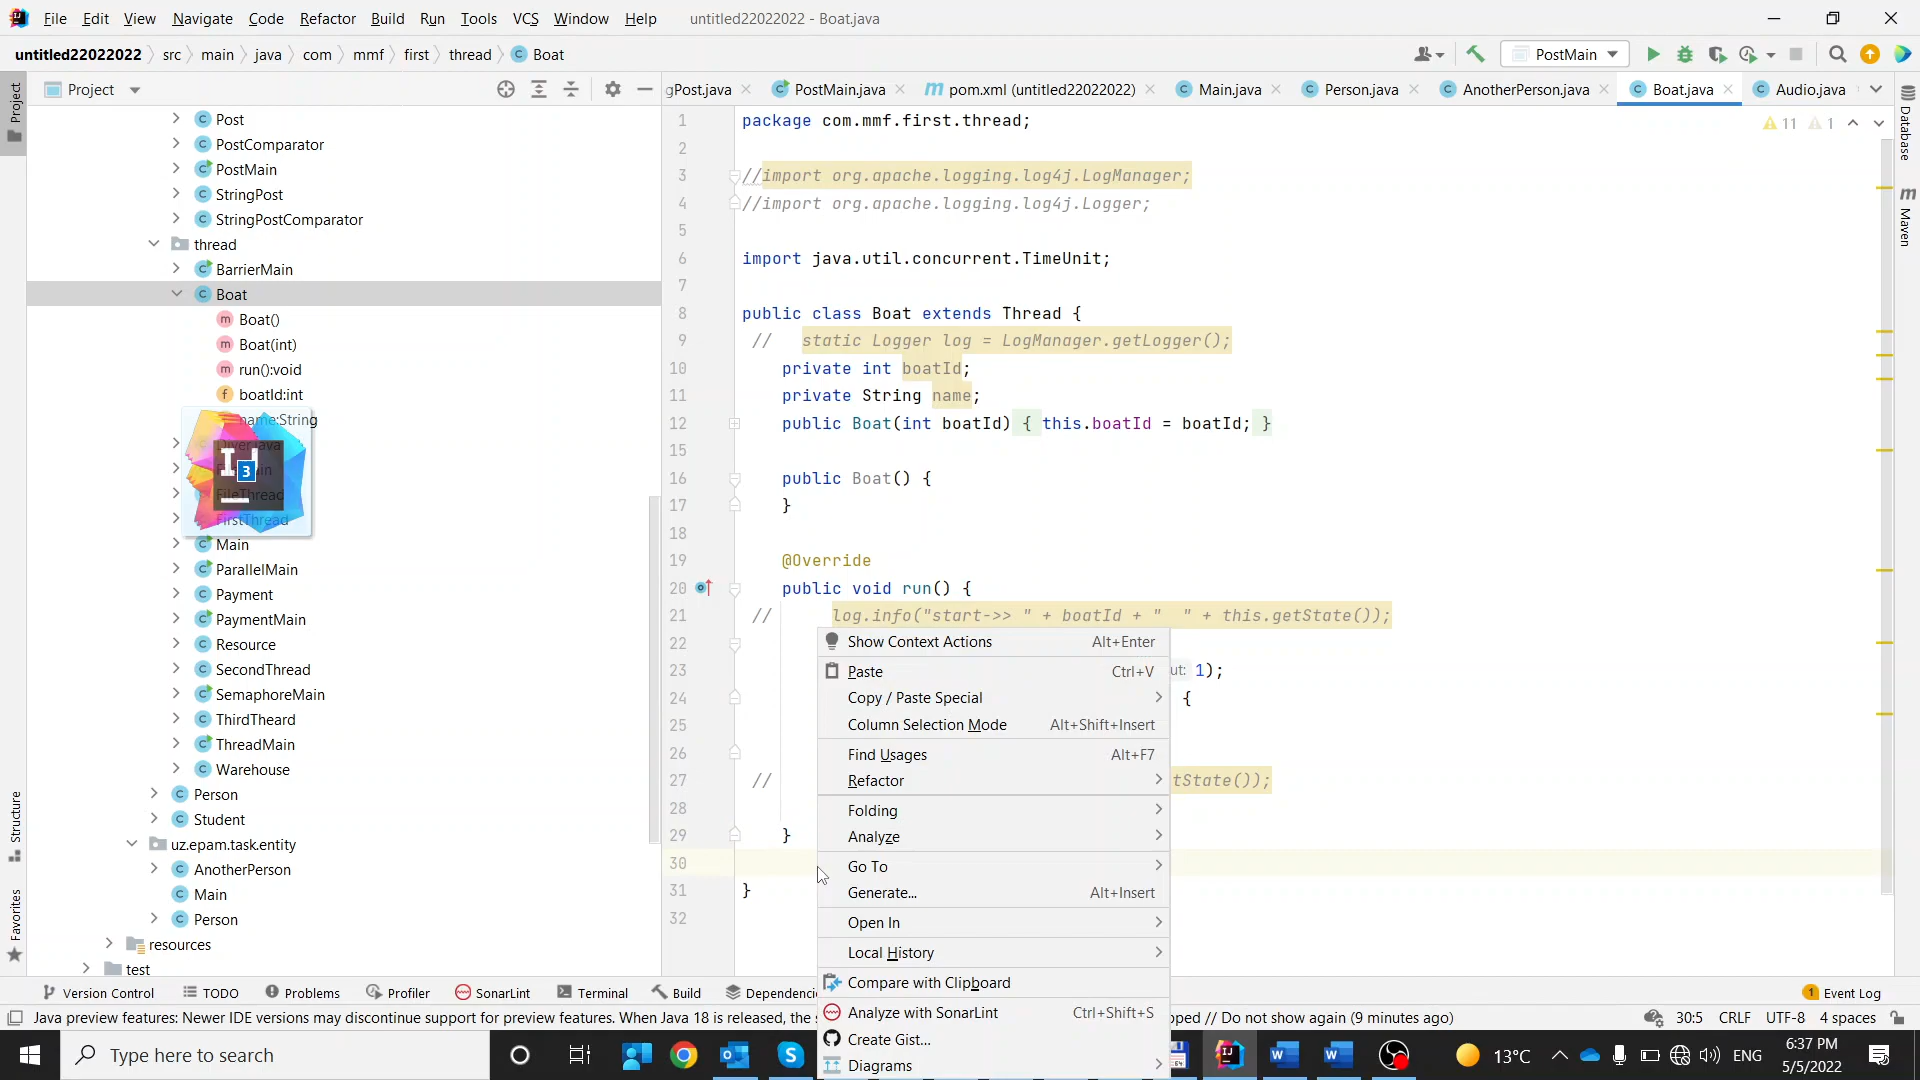 File Edit View Navigate Code Refactor Build Run Tools VCS Window Help untitled22022022 - Boat.java
untitled22022022 src main java com mmf first thread Boat
PostMain
Project
gPost.java PostMain.java pom.xml (untitled22022022) Main.java Person.java AnotherPerson.java Boat.java Audio.java
Project
Structure
Favorites
Post
PostComparator
PostMain
StringPost
StringPostComparator
thread
BarrierMain
Boat
Boat()
Boat(int)
run():void
boatId:int
name:String
FileThread
FirstThread
Main
ParallelMain
Payment
PaymentMain
Resource
SecondThread
SemaphoreMain
ThirdTheard
ThreadMain
Warehouse
Person
Student
uz.epam.task.entity
AnotherPerson
Main
Person
resources
test
3
11 1
1 package com.mmf.first.thread;
2
3 //import org.apache.logging.log4j.LogManager;
4 //import org.apache.logging.log4j.Logger;
5
6 import java.util.concurrent.TimeUnit;
7
8 public class Boat extends Thread {
9 // static Logger log = LogManager.getLogger();
10 private int boatId;
11 private String name;
12 public Boat(int boatId) { this.boatId = boatId; }
15
16 public Boat() {
17 }
18
19 @Override
20 public void run() {
21 // log.info("start->> " + boatId + "  " + this.getState());
22
23 ut: 1);
24 {
25
26
27 // tState());
28
29 }
30
31 }
32
Show Context Actions Alt+Enter
Paste Ctrl+V
Copy / Paste Special
Column Selection Mode Alt+Shift+Insert
Find Usages Alt+F7
Refactor
Folding
Analyze
Go To
Generate... Alt+Insert
Open In
Local History
Compare with Clipboard
Analyze with SonarLint Ctrl+Shift+S
Create Gist...
Diagrams
Database
m Maven
Version Control TODO Problems Profiler SonarLint Terminal Build Dependenci
1 Event Log
Java preview features: Newer IDE versions may discontinue support for preview features. When Java 18 is released, the s
pped // Do not show again (9 minutes ago) 30:5 CRLF UTF-8 4 spaces
Type here to search
13°C ENG
6:37 PM
5/5/2022